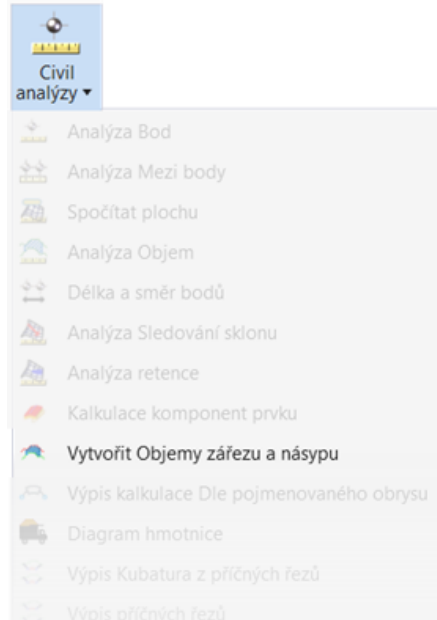 Civil
analýzy
Analýza Bod
Analýza Mezi body
Spočítat plochu
Analýza Objem
Délka a směr bodů
Analýza Sledování sklonu
Analýza retence
Kalkulace komponent prvku
Vytvořit Objemy zářezu a násypu
Výpis kalkulace Dle pojmenovaného obrysu
Diagram hmotnice
Výpis Kubatura z příčných řezů
Výpis příčných řezů